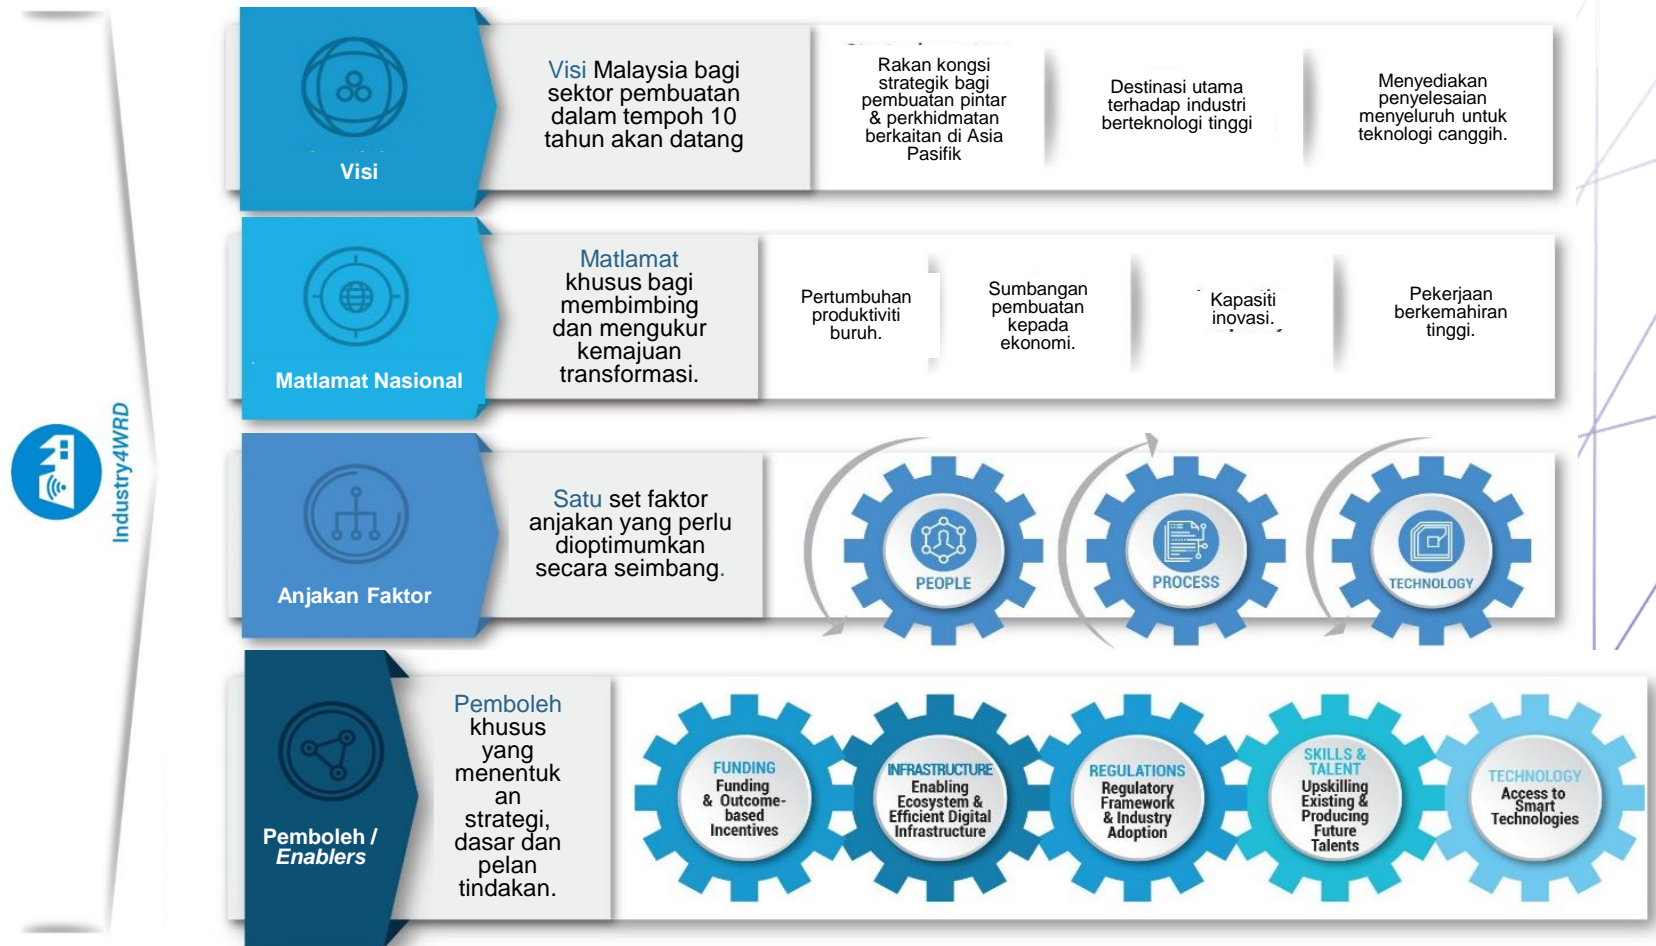 Industry4WRD
Visi
Visi Malaysia bagi
sektor pembuatan
dalam tempoh 10
tahun akan datang
Rakan kongsi
strategik bagi
pembuatan pintar
& perkhidmatan
berkaitan di Asia
Pasifik
Destinasi utama
terhadap industri
berteknologi tinggi
Menyediakan
penyelesaian
menyeluruh untuk
teknologi canggih.
Matlamat Nasional
Matlamat
khusus bagi
membimbing
dan mengukur
kemajuan
transformasi.
Pertumbuhan
produktiviti
buruh.
Sumbangan
pembuatan
kepada
ekonomi.
Kapasiti
inovasi.
Pekerjaan
berkemahiran
tinggi.
Anjakan Faktor
Satu set faktor
anjakan yang perlu
dioptimumkan
secara seimbang.
PEOPLE
PROCESS
TECHNOLOGY
Pemboleh /
Enablers
Pemboleh
khusus
yang
menentuk
an
strategi,
dasar dan
pelan
tindakan.
FUNDING
Funding
& Outcome-
based
Incentives
INFRASTRUCTURE
Enabling
Ecosystem &
Efficient Digital
Infrastructure
REGULATIONS
Regulatory
Framework
& Industry
Adoption
SKILLS &
TALENT
Upskilling
Existing &
Producing
Future
Talents
TECHNOLOGY
Access to
Smart
Technologies